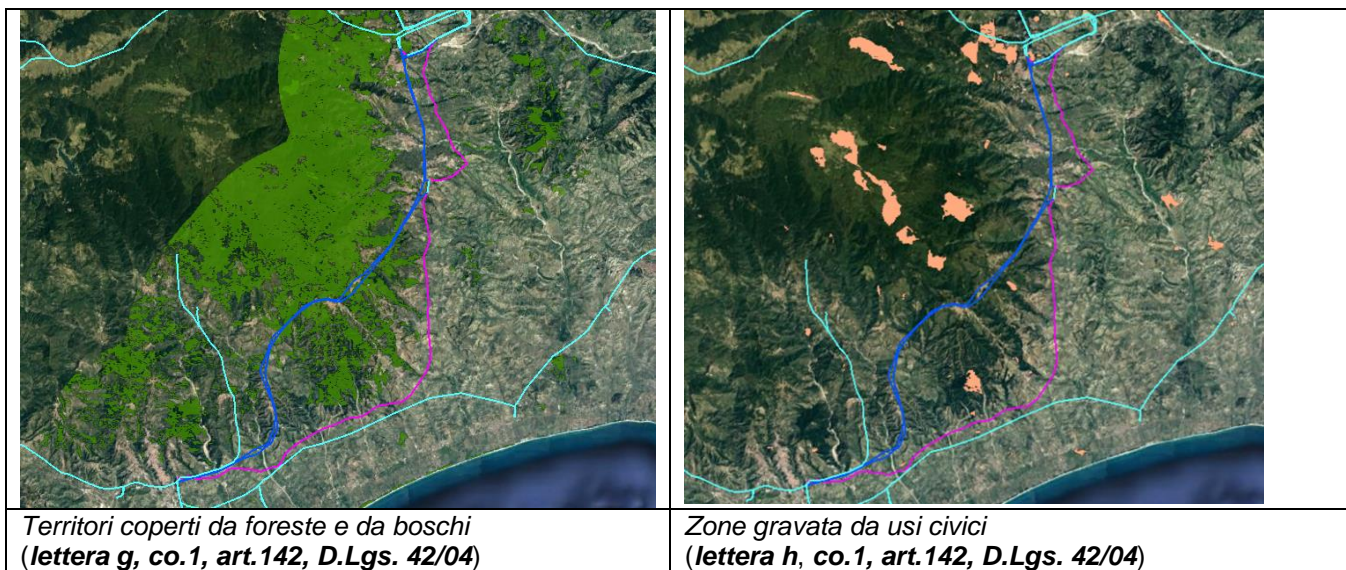 Territori coperti da foreste e da boschi
(lettera g, co.1, art.142, D.Lgs. 42/04)
Zone gravata da usi civici
(lettera h, co.1, art.142, D.Lgs. 42/04)